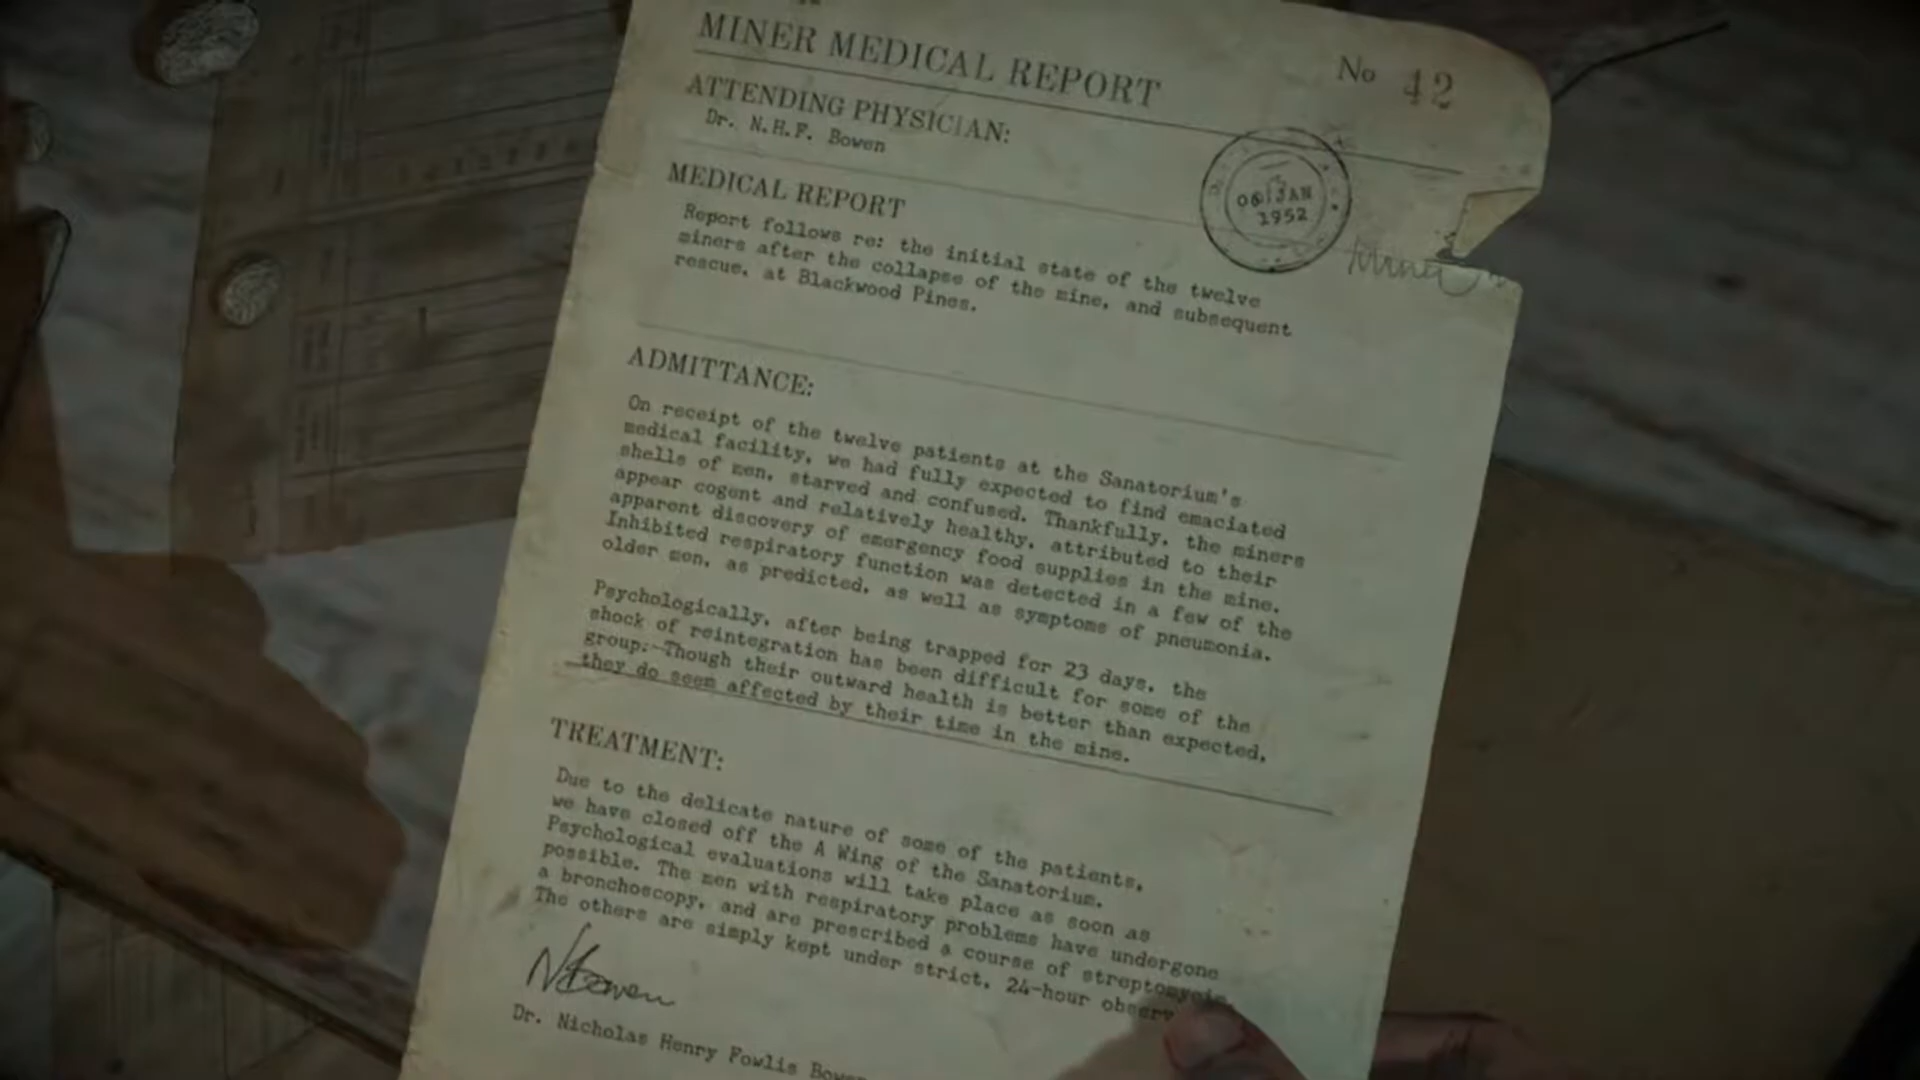 MINER MEDICAL REPORT
No 42
ATTENDING PHYSICIAN:
Dr. N.H.F. Bowen
06 JAN
1952
MEDICAL REPORT
Report follows re: the initial state of the twelve
miners after the collapse of the mine, and subsequent
rescue, at Blackwood Pines.
ADMITTANCE:
On receipt of the twelve patients at the Sanatorium's
medical facility, we had fully expected to find emaciated
shells of men, starved and confused. Thankfully, the miners
appear cogent and relatively healthy, attributed to their
apparent discovery of emergency food supplies in the mine.
Inhibited respiratory function was detected in a few of the
older men, as predicted, as well as symptoms of pneumonia.
Psychologically, after being trapped for 23 days, the
shock of reintegration has been difficult for some of the
group: Though their outward health is better than expected,
they do seem affected by their time in the mine.
TREATMENT:
Due to the delicate nature of some of the patients,
we have closed off the A Wing of the Sanatorium.
Psychological evaluations will take place as soon as
possible. The men with respiratory problems have undergone
a bronchoscopy, and are prescribed a course of streptomycin.
The others are simply kept under strict, 24-hour observ
NBowen
Dr. Nicholas Henry Fowlis Bowen